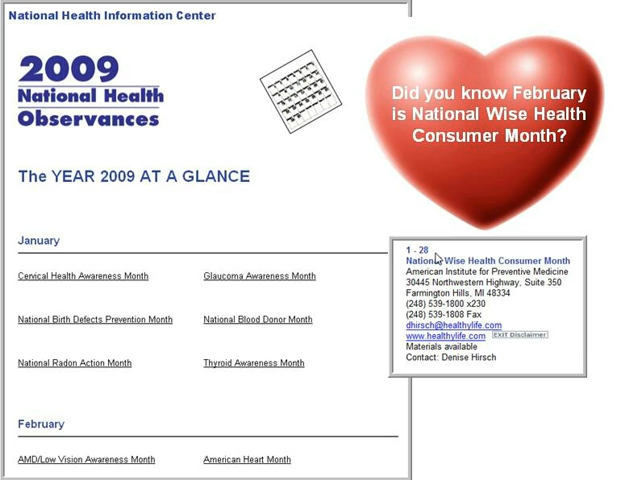 National Health Information Center
2009
National Health
Observances
The YEAR 2009 AT A GLANCE
January
Cervical Health Awareness Month
Glaucoma Awareness Month
National Birth Defects Prevention Month
National Blood Donor Month
National Radon Action Month
Thyroid Awareness Month
February
AMD/Low Vision Awareness Month
American Heart Month
Did you know February
is National Wise Health
Consumer Month?
1 - 28
National Wise Health Consumer Month
American Institute for Preventive Medicine
30445 Northwestern Highway, Suite 350
Farmington Hills, MI 48334
(248) 539-1800 x230
(248) 539-1808 Fax
dhirsch@healthylife.com
www.healthylife.com EXIT Disclaimer
Materials available
Contact: Denise Hirsch